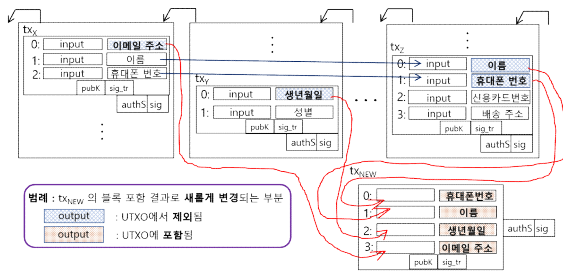 txX
0: input 이메일 주소
1: input 이름
2: input 휴대폰 번호
pubK sig_tr
authS sig
txY
0: input 생년월일
1: input 성별
pubK sig_tr
authS sig
txZ
0: input 이름
1: input 휴대폰 번호
2: input 신용카드번호
3: input 배송 주소
pubK sig_tr
authS sig
txNEW
0: 휴대폰번호
1: 이름
2: 생년월일
3: 이메일 주소
pubK sig_tr
authS sig
범례 : txNEW 의 블록 포함 결과로 새롭게 변경되는 부분
output : UTXO에서 제외됨
output : UTXO에 포함됨